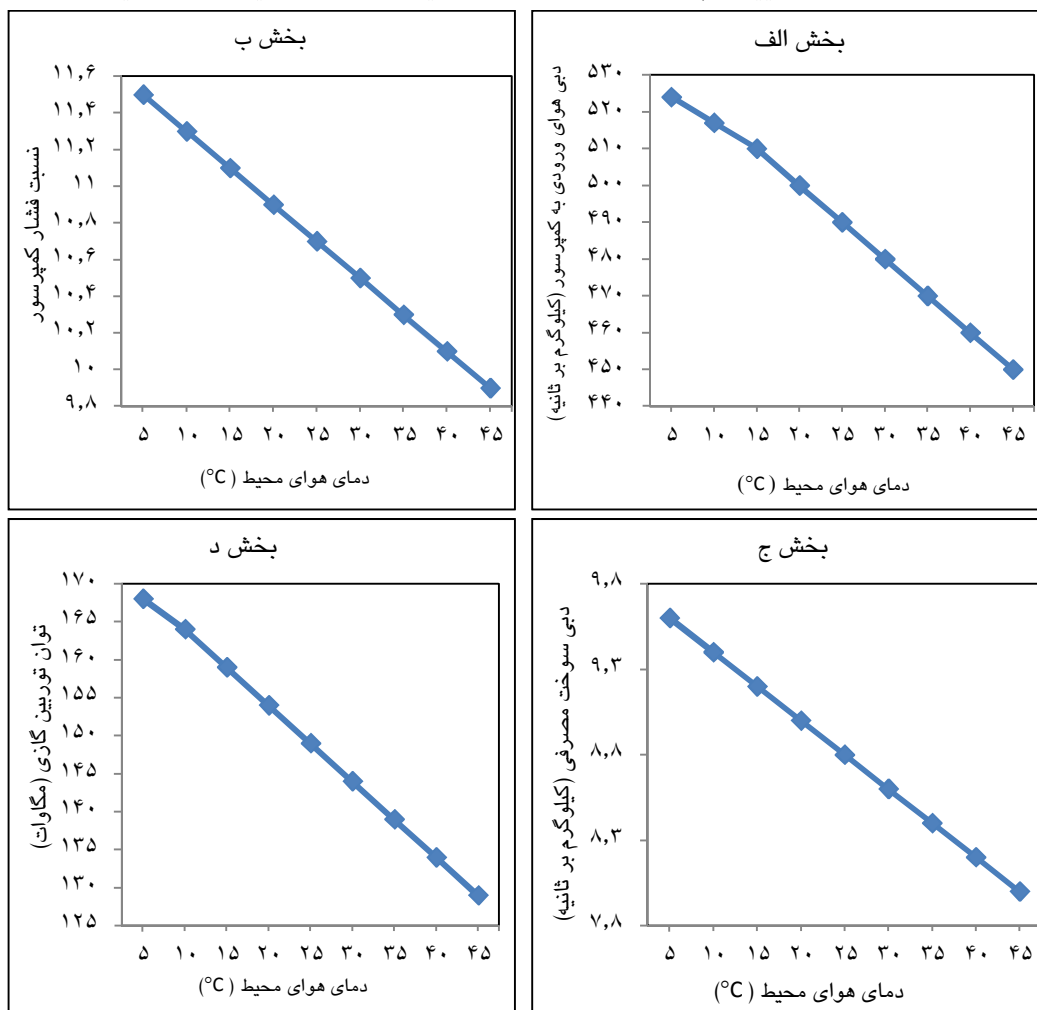 بخش الف
دبی هوای ورودی به کمپرسور (کیلوگرم بر ثانیه)
۵۳۰
۵۲۰
۵۱۰
۵۰۰
۴۹۰
۴۸۰
۴۷۰
۴۶۰
۴۵۰
۴۴۰
۵ ۱۰ ۱۵ ۲۰ ۲۵ ۳۰ ۳۵ ۴۰ ۴۵
دمای هوای محیط (°C)
بخش ب
نسبت فشار کمپرسور
۱۱,۶
۱۱,۴
۱۱,۲
۱۱
۱۰,۸
۱۰,۶
۱۰,۴
۱۰,۲
۱۰
۹,۸
۵ ۱۰ ۱۵ ۲۰ ۲۵ ۳۰ ۳۵ ۴۰ ۴۵
دمای هوای محیط (°C)
بخش ج
دبی سوخت مصرفی (کیلوگرم بر ثانیه)
۹,۸
۹,۳
۸,۸
۸,۳
۷,۸
۵ ۱۰ ۱۵ ۲۰ ۲۵ ۳۰ ۳۵ ۴۰ ۴۵
دمای هوای محیط (°C)
بخش د
توان توربین گازی (مگاوات)
۱۷۰
۱۶۵
۱۶۰
۱۵۵
۱۵۰
۱۴۵
۱۴۰
۱۳۵
۱۳۰
۱۲۵
۵ ۱۰ ۱۵ ۲۰ ۲۵ ۳۰ ۳۵ ۴۰ ۴۵
دمای هوای محیط (°C)